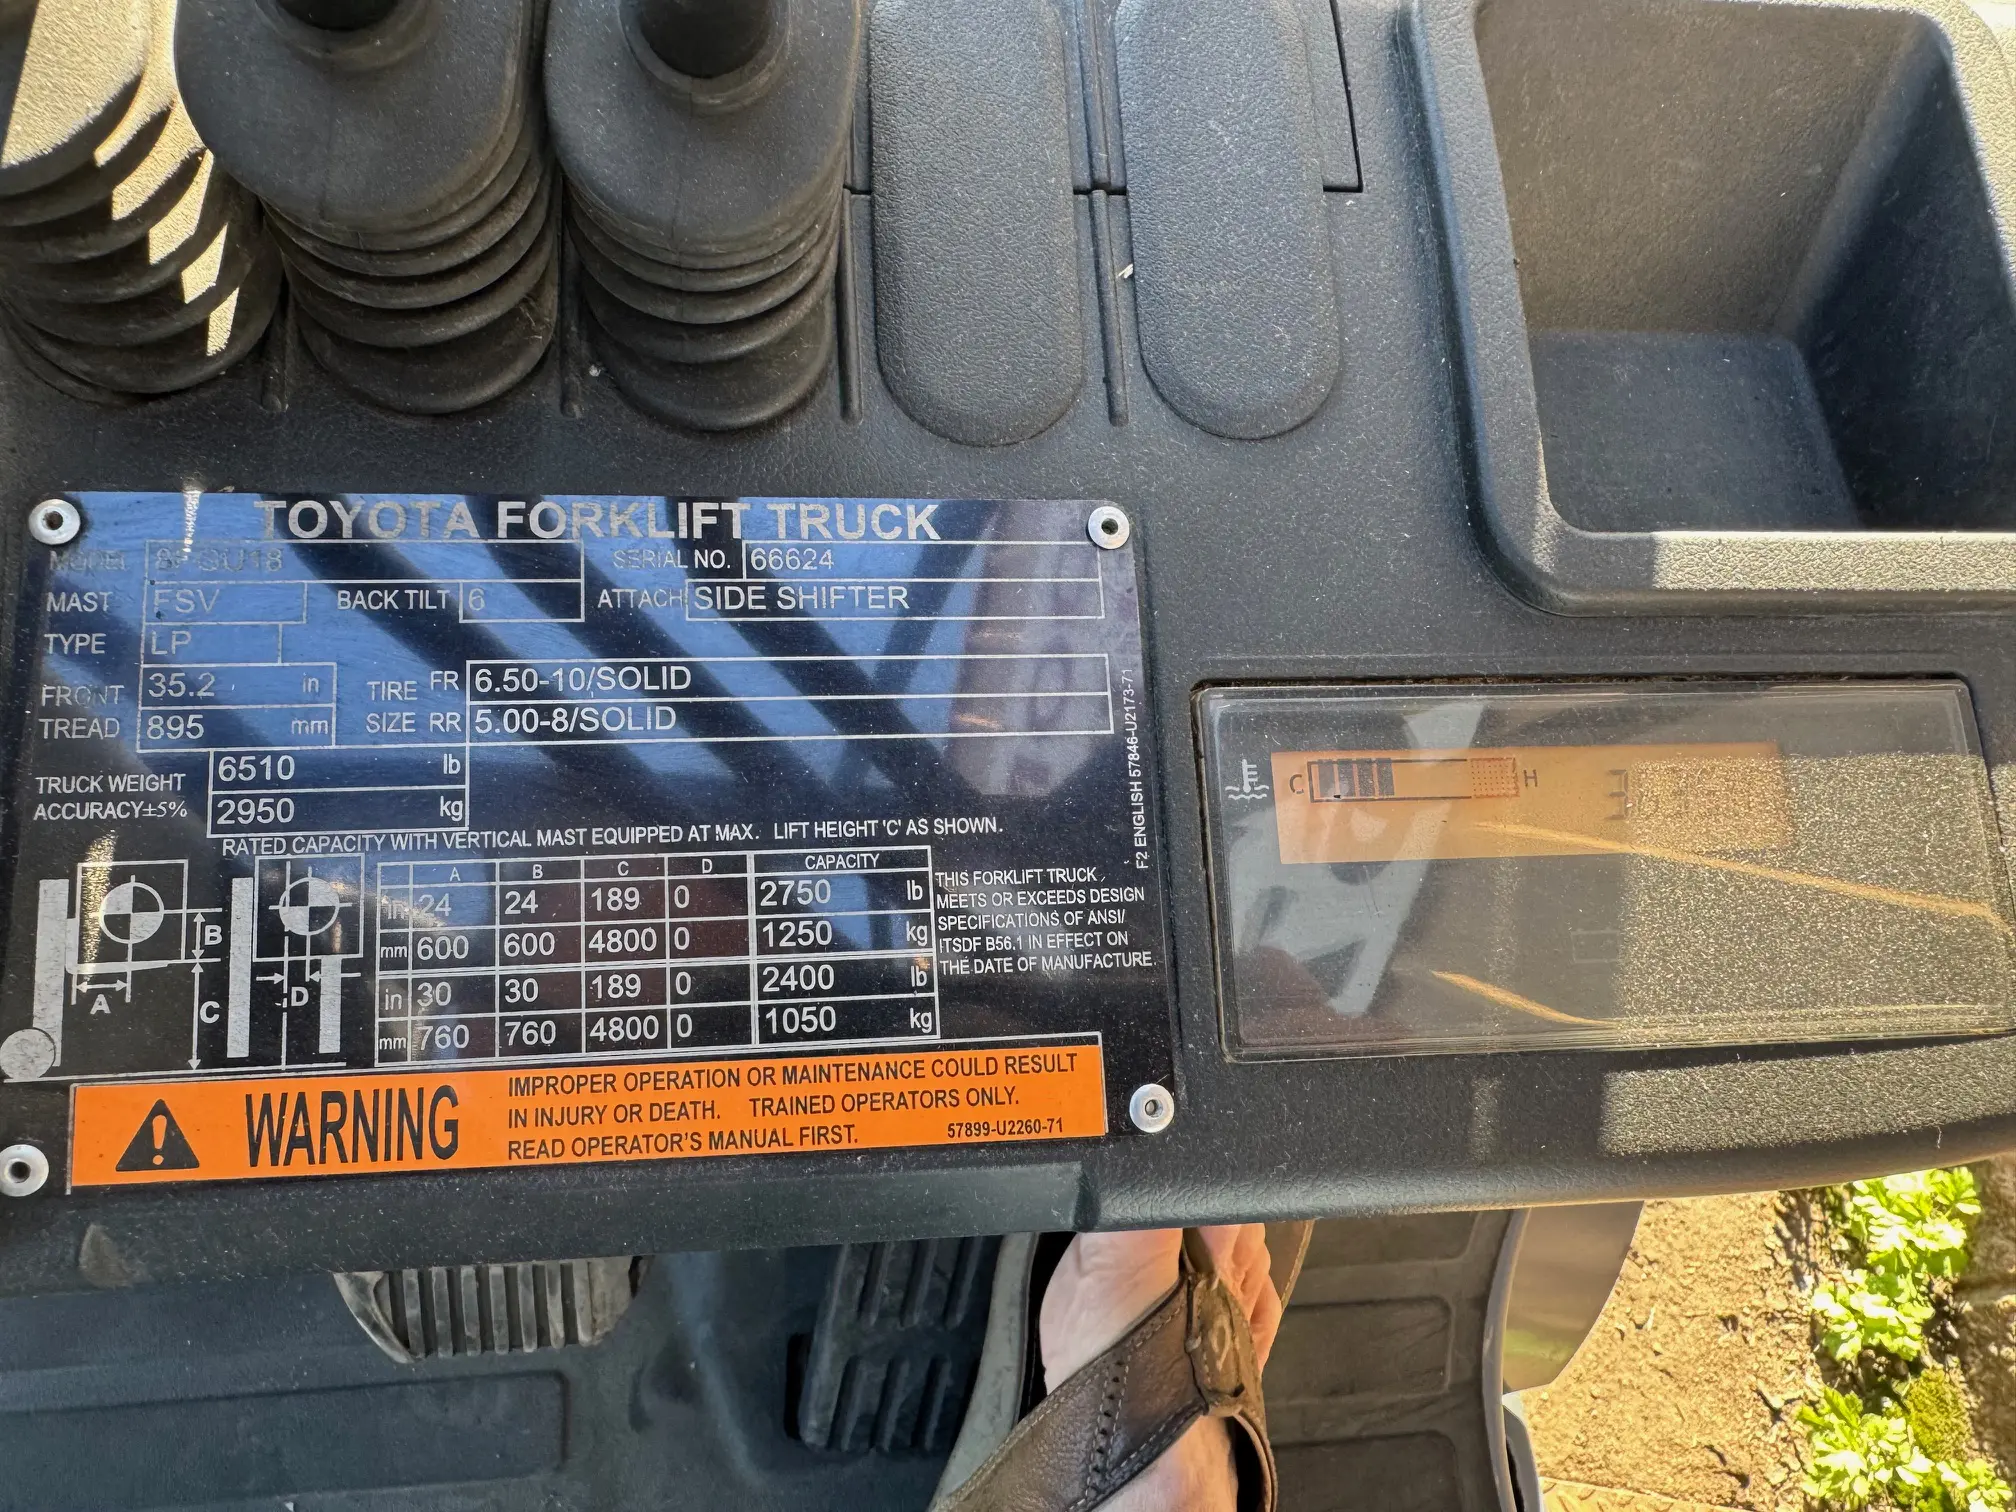 TOYOTA FORKLIFT TRUCK
MODEL SERIAL NO. 66624
MAST FSV BACK TILT 6 ATTACH SIDE SHIFTER
TYPE LP
FRONT TREAD 35.2 in 895 mm
TIRE SIZE FR 6.50-10/SOLID
RR 5.00-8/SOLID
TRUCK WEIGHT 6510 lb
ACCURACY±5% 2950 kg
RATED CAPACITY WITH VERTICAL MAST EQUIPPED AT MAX. LIFT HEIGHT 'C' AS SHOWN.
A B C D CAPACITY
in 24 24 189 0 2750 lb
mm 600 600 4800 0 1250 kg
in 30 30 189 0 2400 lb
mm 760 760 4800 0 1050 kg
A B C D
THIS FORKLIFT TRUCK
MEETS OR EXCEEDS DESIGN
SPECIFICATIONS OF ANSI/
ITSDF B56.1 IN EFFECT ON
THE DATE OF MANUFACTURE.
F2 ENGLISH 57846-U2173-71
WARNING
IMPROPER OPERATION OR MAINTENANCE COULD RESULT
IN INJURY OR DEATH. TRAINED OPERATORS ONLY.
READ OPERATOR'S MANUAL FIRST. 57899-U2260-71
C H